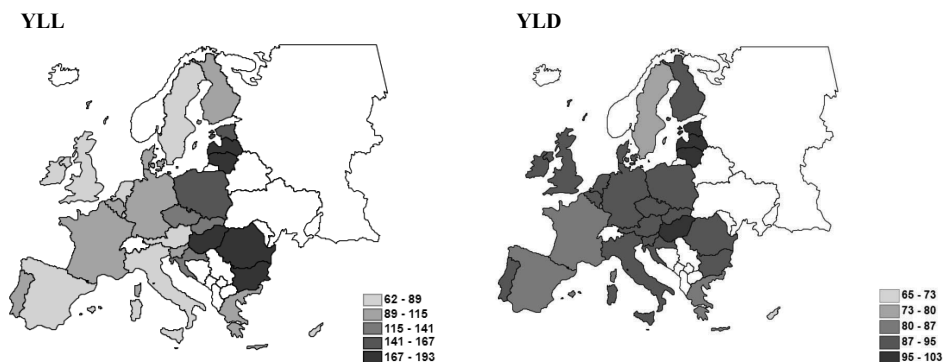 YLL
62 - 89
89 - 115
115 - 141
141 - 167
167 - 193
YLD
65 - 73
73 - 80
80 - 87
87 - 95
95 - 103